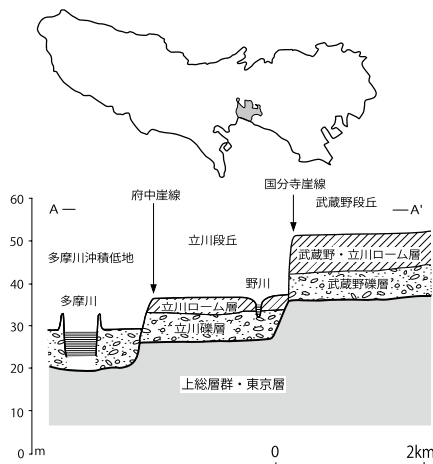 国分寺崖線
府中崖線
武蔵野段丘
60
A
A'
50
立川段丘
武蔵野・立川ローム層
多摩川沖積低地
野川
40
多摩川
立川ローム層
武蔵野礫層
30
立川礫層
20
上総層群・東京層
10
0 m
0
2km